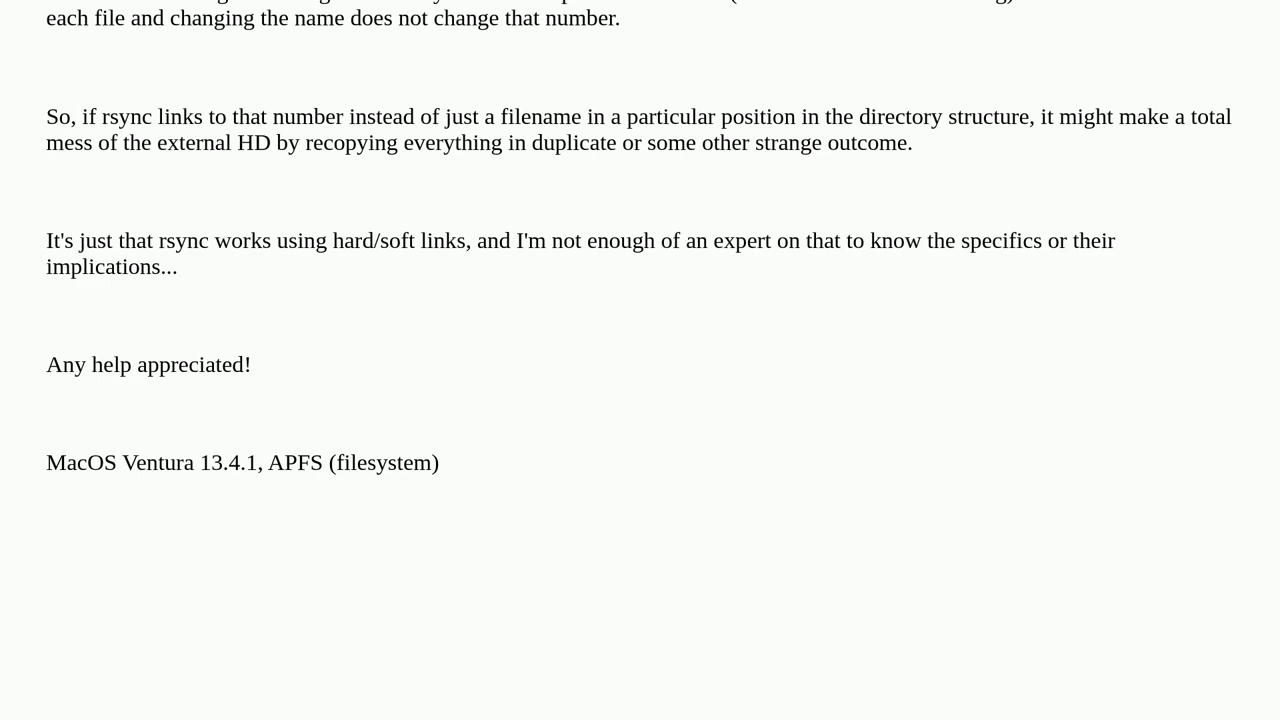 each file and changing the name does not change that number.
So, if rsync links to that number instead of just a filename in a particular position in the directory structure, it might make a total
mess of the external HD by recopying everything in duplicate or some other strange outcome.
It's just that rsync works using hard/soft links, and I'm not enough of an expert on that to know the specifics or their
implications...
Any help appreciated!
MacOS Ventura 13.4.1, APFS (filesystem)